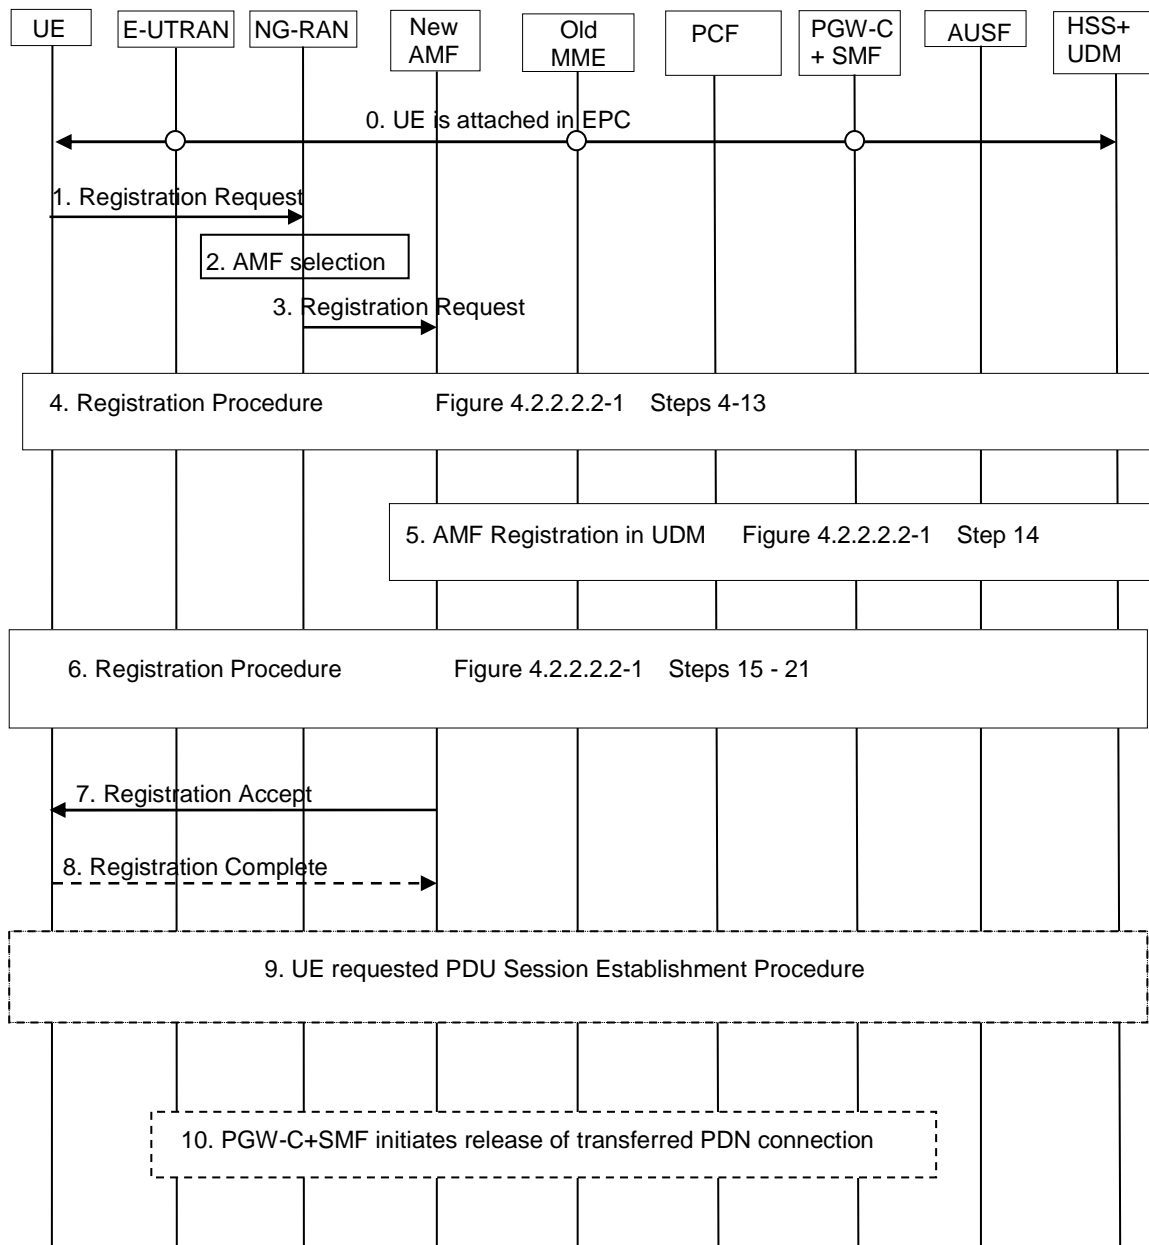 UE
E-UTRAN
NG-RAN
New
AMF
Old
MME
PCF
PGW-C
+ SMF
AUSF
HSS+
UDM
0. UE is attached in EPC
1. Registration Request
2. AMF selection
3. Registration Request
4. Registration Procedure Figure 4.2.2.2.2-1 Steps 4-13
5. AMF Registration in UDM Figure 4.2.2.2.2-1 Step 14
6. Registration Procedure Figure 4.2.2.2.2-1 Steps 15 - 21
7. Registration Accept
8. Registration Complete
9. UE requested PDU Session Establishment Procedure
10. PGW-C+SMF initiates release of transferred PDN connection